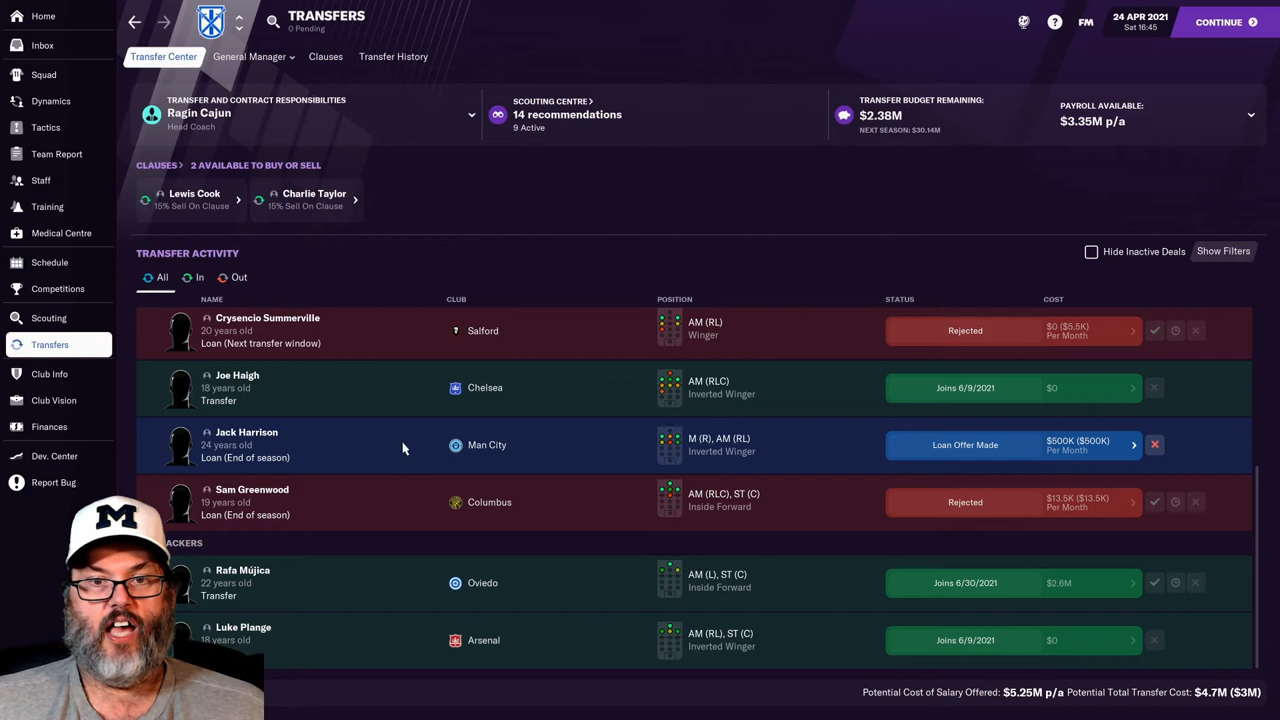 Home
Inbox
Squad
Dynamics
Tactics
Team Report
Staff
Training
Medical Centre
Schedule
Competitions
Scouting
Transfers
Club Info
Club Vision
Finances
Dev. Center
Report Bug
TRANSFERS
0 Pending
? FM
24 APR 2021
Sat 16:45
CONTINUE
Transfer Center General Manager Clauses Transfer History
TRANSFER AND CONTRACT RESPONSIBILITIES
Ragin Cajun
Head Coach
SCOUTING CENTRE >
14 recommendations
9 Active
TRANSFER BUDGET REMAINING:
$2.38M
NEXT SEASON: $30.14M
PAYROLL AVAILABLE:
$3.35M p/a
CLAUSES > 2 AVAILABLE TO BUY OR SELL
Lewis Cook
15% Sell On Clause
Charlie Taylor
15% Sell On Clause
TRANSFER ACTIVITY
Hide Inactive Deals Show Filters
All In Out
NAME CLUB POSITION STATUS COST
Crysencio Summerville
20 years old
Loan (Next transfer window)
Salford
AM (RL)
Winger
Rejected
$0 ($5.5K)
Per Month
Joe Haigh
18 years old
Transfer
Chelsea
AM (RLC)
Inverted Winger
Joins 6/9/2021
$0
Jack Harrison
24 years old
Loan (End of season)
Man City
M (R), AM (RL)
Inverted Winger
Loan Offer Made
$500K ($500K)
Per Month
Sam Greenwood
19 years old
Loan (End of season)
Columbus
AM (RLC), ST (C)
Inside Forward
Rejected
$13.5K ($13.5K)
Per Month
ACKERS
Rafa Mújica
22 years old
Transfer
Oviedo
AM (L), ST (C)
Inside Forward
Joins 6/30/2021
$2.6M
Luke Plange
18 years old
Arsenal
AM (RL), ST (C)
Inverted Winger
Joins 6/9/2021
$0
M
Potential Cost of Salary Offered: $5.25M p/a Potential Total Transfer Cost: $4.7M ($3M)